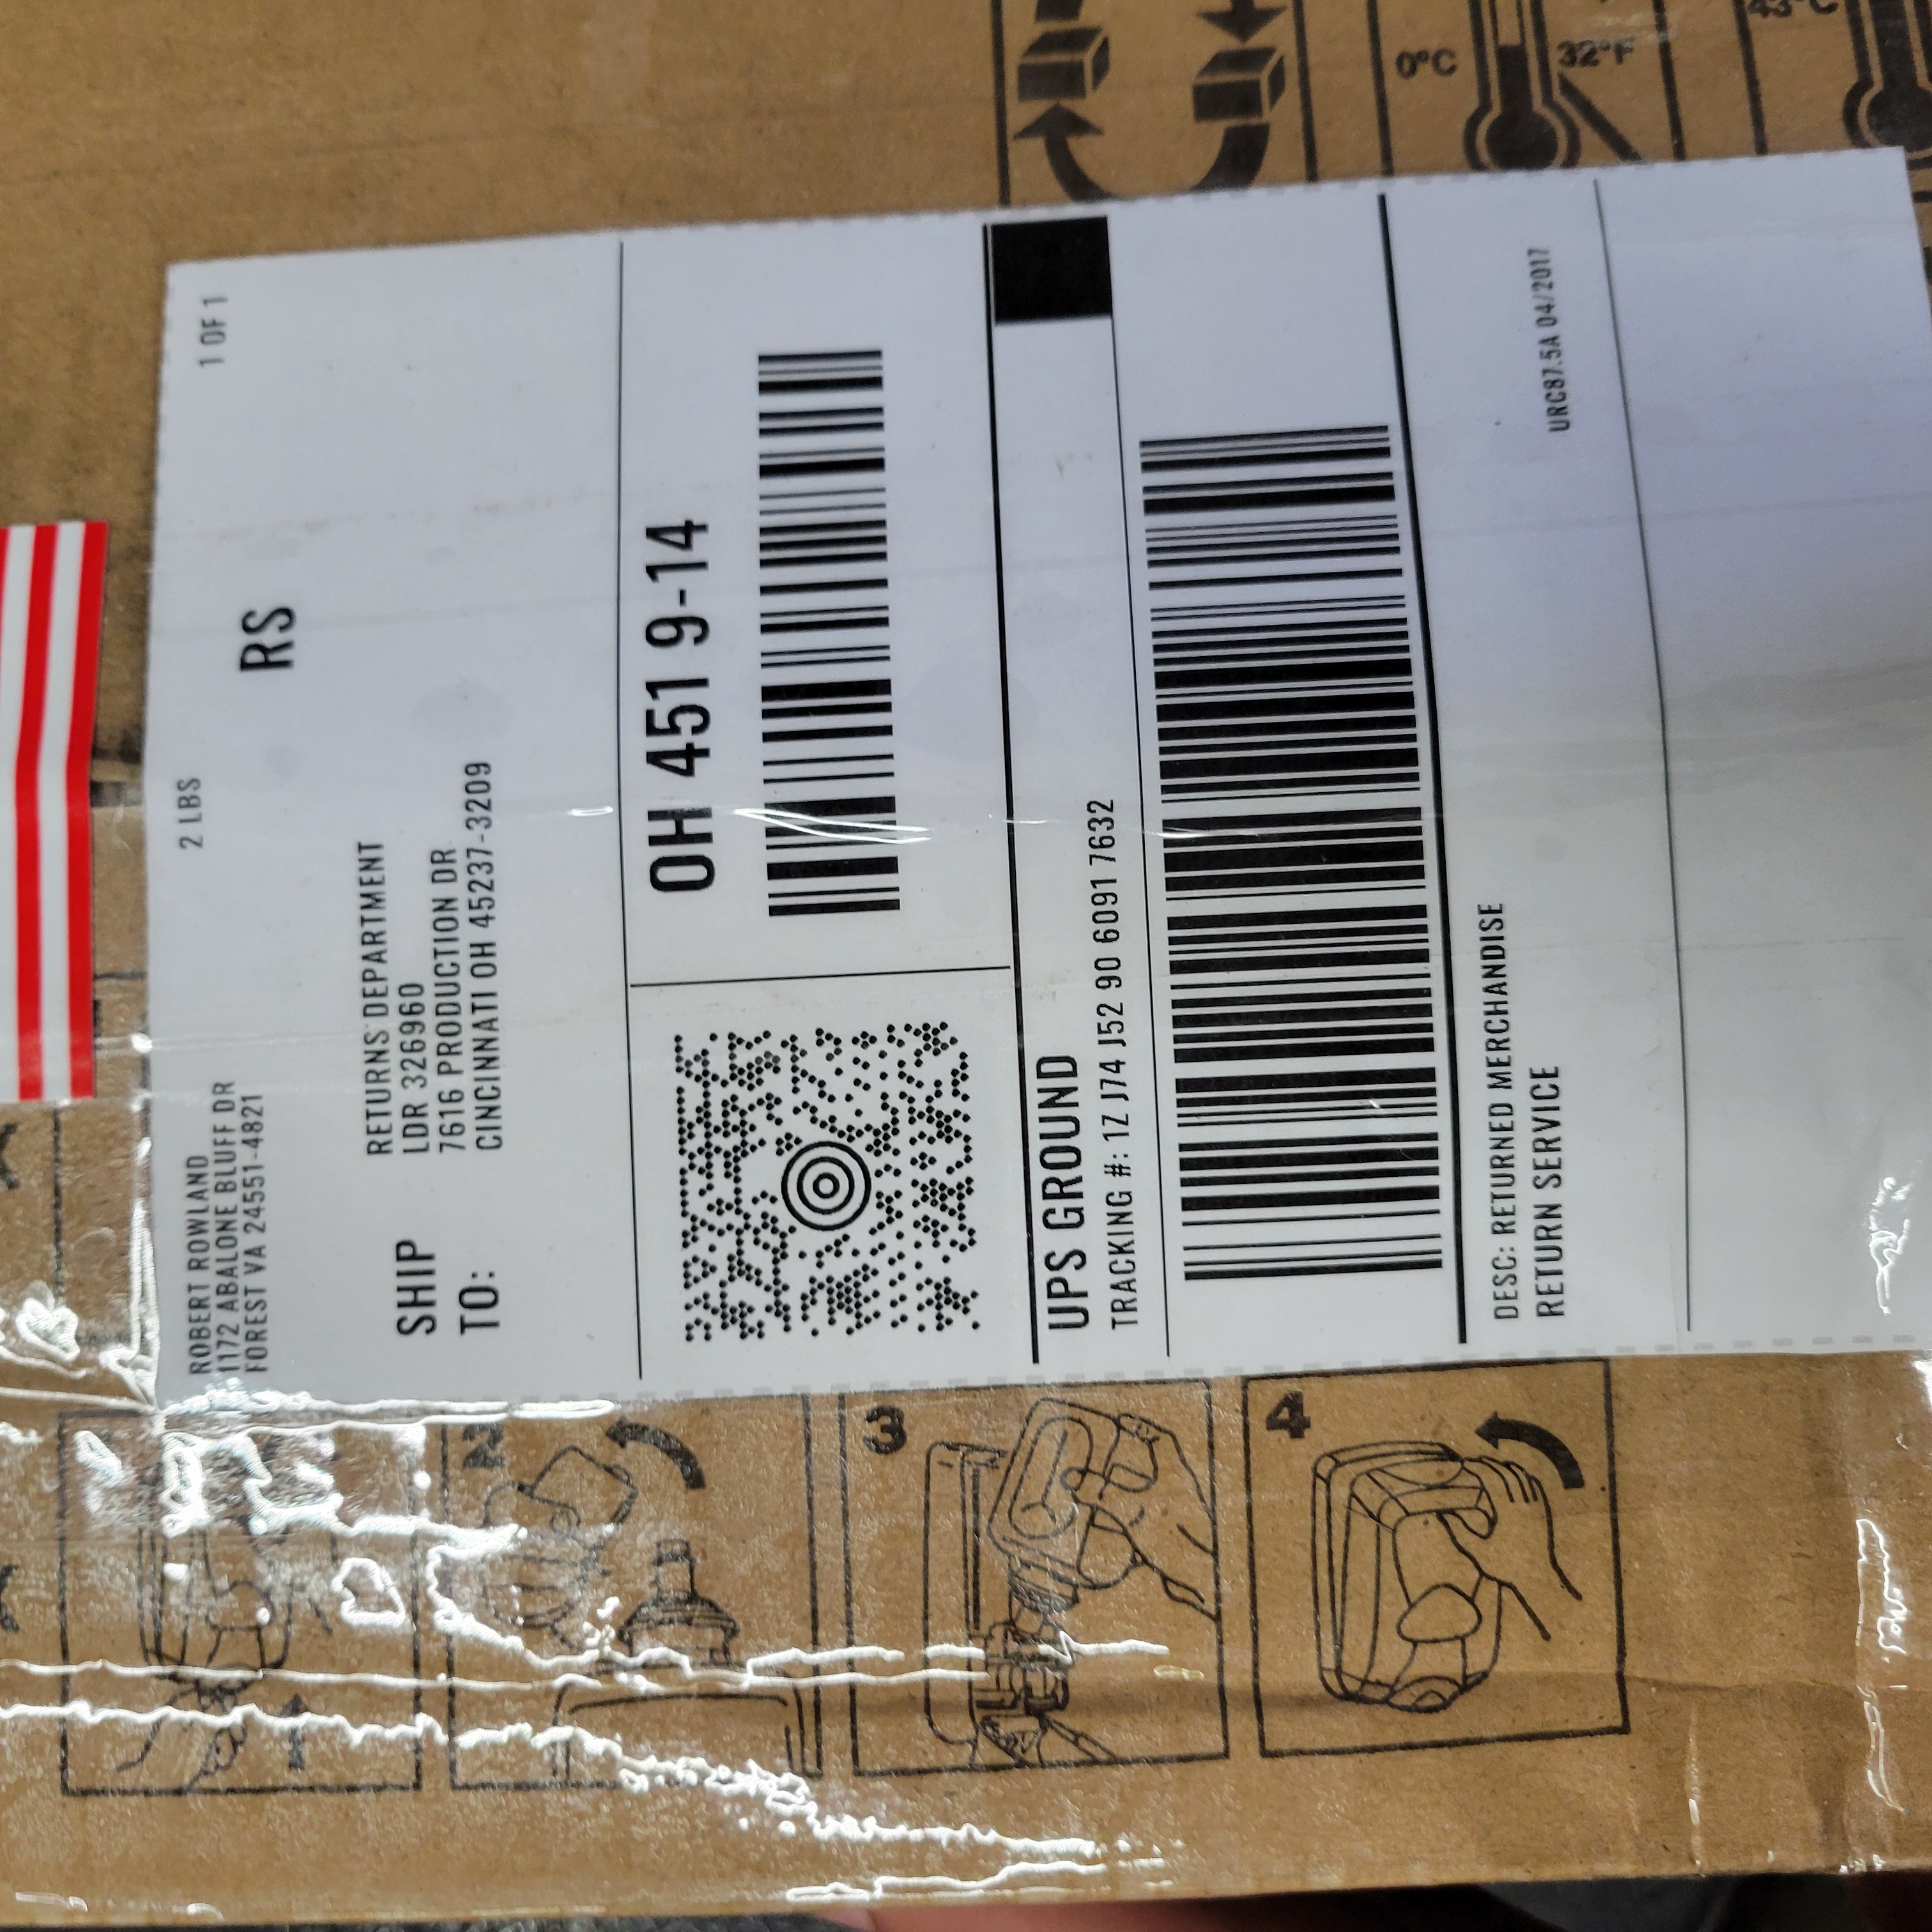 ROBERT ROWLAND
1172 ABALONE BLUFF DR
FOREST VA 24551-4821
2 LBS
1 OF 1
RS
SHIP
TO:
RETURNS DEPARTMENT
LDR 326960
7616 PRODUCTION DR
CINCINNATI OH 45237-3209
OH 451 9-14
UPS GROUND
TRACKING #: 1Z J74 J52 90 6091 7632
DESC: RETURNED MERCHANDISE
RETURN SERVICE
URC87.5A 04/2017
0°C
32°F
43°C
2
3
4